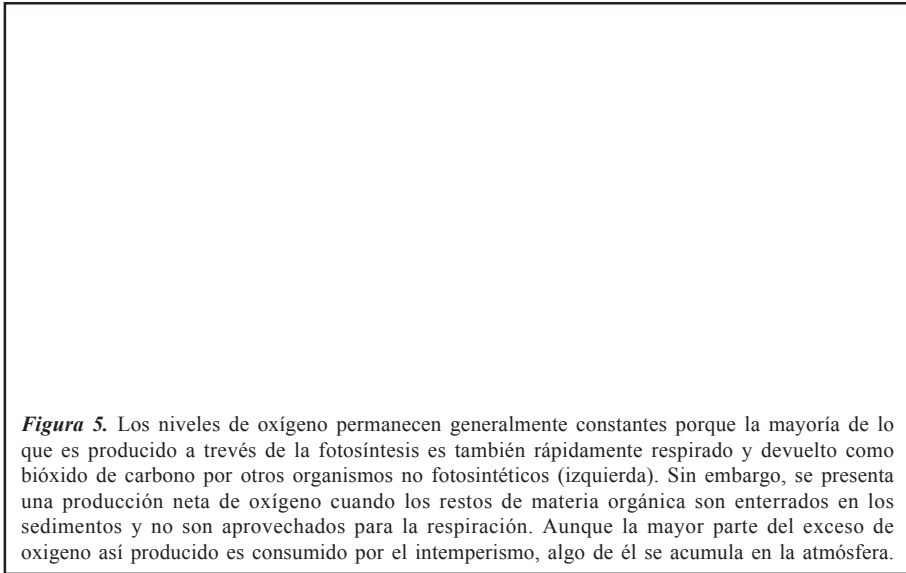 Figura 5. Los niveles de oxígeno permanecen generalmente constantes porque la mayoría de lo
que es producido a trevés de la fotosíntesis es también rápidamente respirado y devuelto como
bióxido de carbono por otros organismos no fotosintéticos (izquierda). Sin embargo, se presenta
una producción neta de oxígeno cuando los restos de materia orgánica son enterrados en los
sedimentos y no son aprovechados para la respiración. Aunque la mayor parte del exceso de
oxigeno así producido es consumido por el intemperismo, algo de él se acumula en la atmósfera.